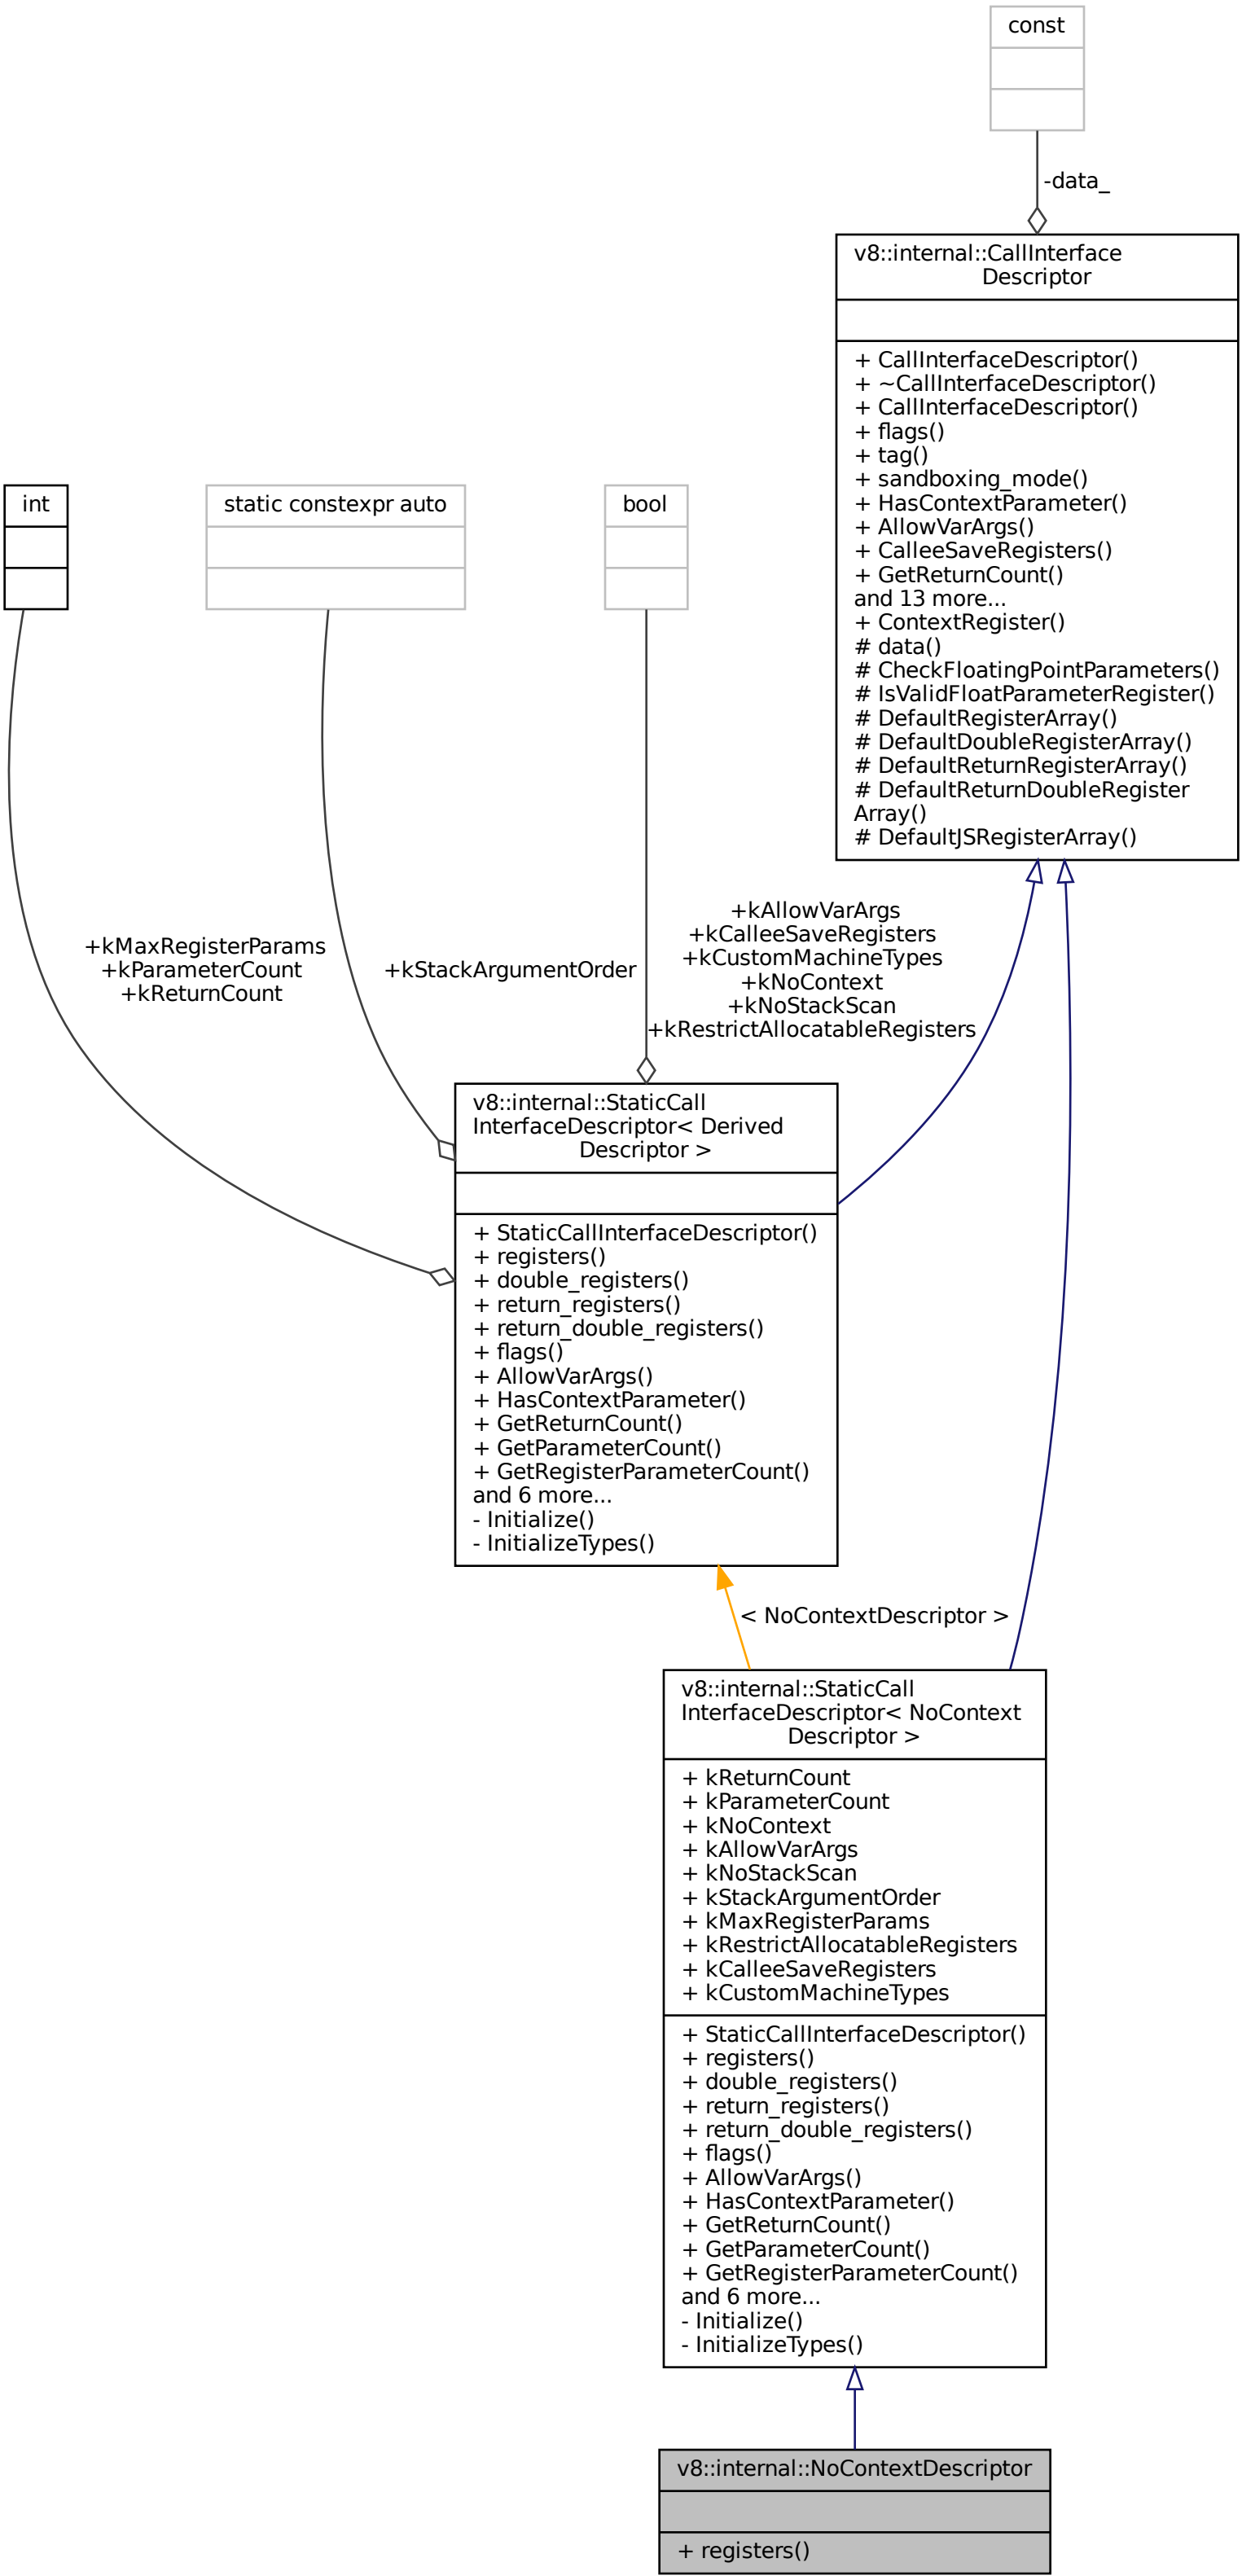 const
-data_
v8::internal::CallInterface
Descriptor
+ CallInterfaceDescriptor()
+ ~CallInterfaceDescriptor()
+ CallInterfaceDescriptor()
+ flags()
+ tag()
+ sandboxing_mode()
+ HasContextParameter()
+ AllowVarArgs()
+ CalleeSaveRegisters()
+ GetReturnCount()
and 13 more...
+ ContextRegister()
# data()
# CheckFloatingPointParameters()
# IsValidFloatParameterRegister()
# DefaultRegisterArray()
# DefaultDoubleRegisterArray()
# DefaultReturnRegisterArray()
# DefaultReturnDoubleRegister
Array()
# DefaultJSRegisterArray()
int
static constexpr auto
bool
+kMaxRegisterParams
+kParameterCount
+kReturnCount
+kStackArgumentOrder
+kAllowVarArgs
+kCalleeSaveRegisters
+kCustomMachineTypes
+kNoContext
+kNoStackScan
+kRestrictAllocatableRegisters
v8::internal::StaticCall
InterfaceDescriptor< Derived
Descriptor >
+ StaticCallInterfaceDescriptor()
+ registers()
+ double_registers()
+ return_registers()
+ return_double_registers()
+ flags()
+ AllowVarArgs()
+ HasContextParameter()
+ GetReturnCount()
+ GetParameterCount()
+ GetRegisterParameterCount()
and 6 more...
- Initialize()
- InitializeTypes()
< NoContextDescriptor >
v8::internal::StaticCall
InterfaceDescriptor< NoContext
Descriptor >
+ kReturnCount
+ kParameterCount
+ kNoContext
+ kAllowVarArgs
+ kNoStackScan
+ kStackArgumentOrder
+ kMaxRegisterParams
+ kRestrictAllocatableRegisters
+ kCalleeSaveRegisters
+ kCustomMachineTypes
+ StaticCallInterfaceDescriptor()
+ registers()
+ double_registers()
+ return_registers()
+ return_double_registers()
+ flags()
+ AllowVarArgs()
+ HasContextParameter()
+ GetReturnCount()
+ GetParameterCount()
+ GetRegisterParameterCount()
and 6 more...
- Initialize()
- InitializeTypes()
v8::internal::NoContextDescriptor
+ registers()